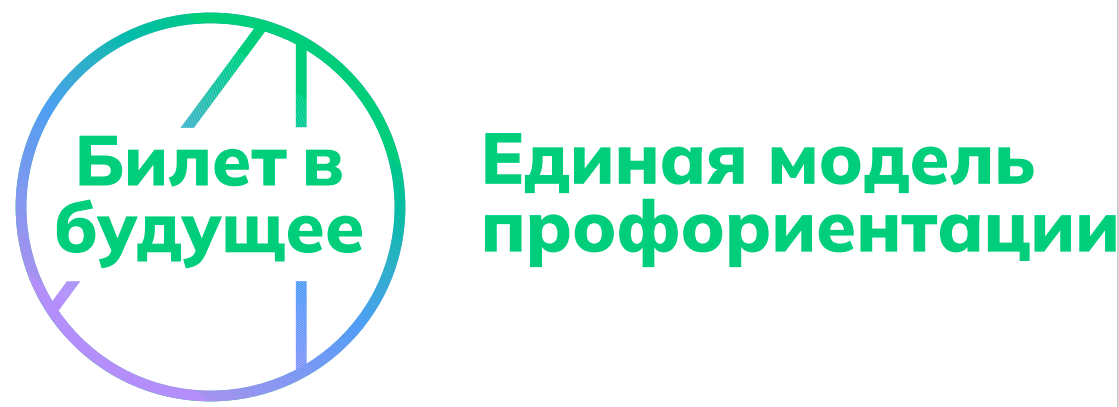 Билет в
будущее
Единая модель
профориентации